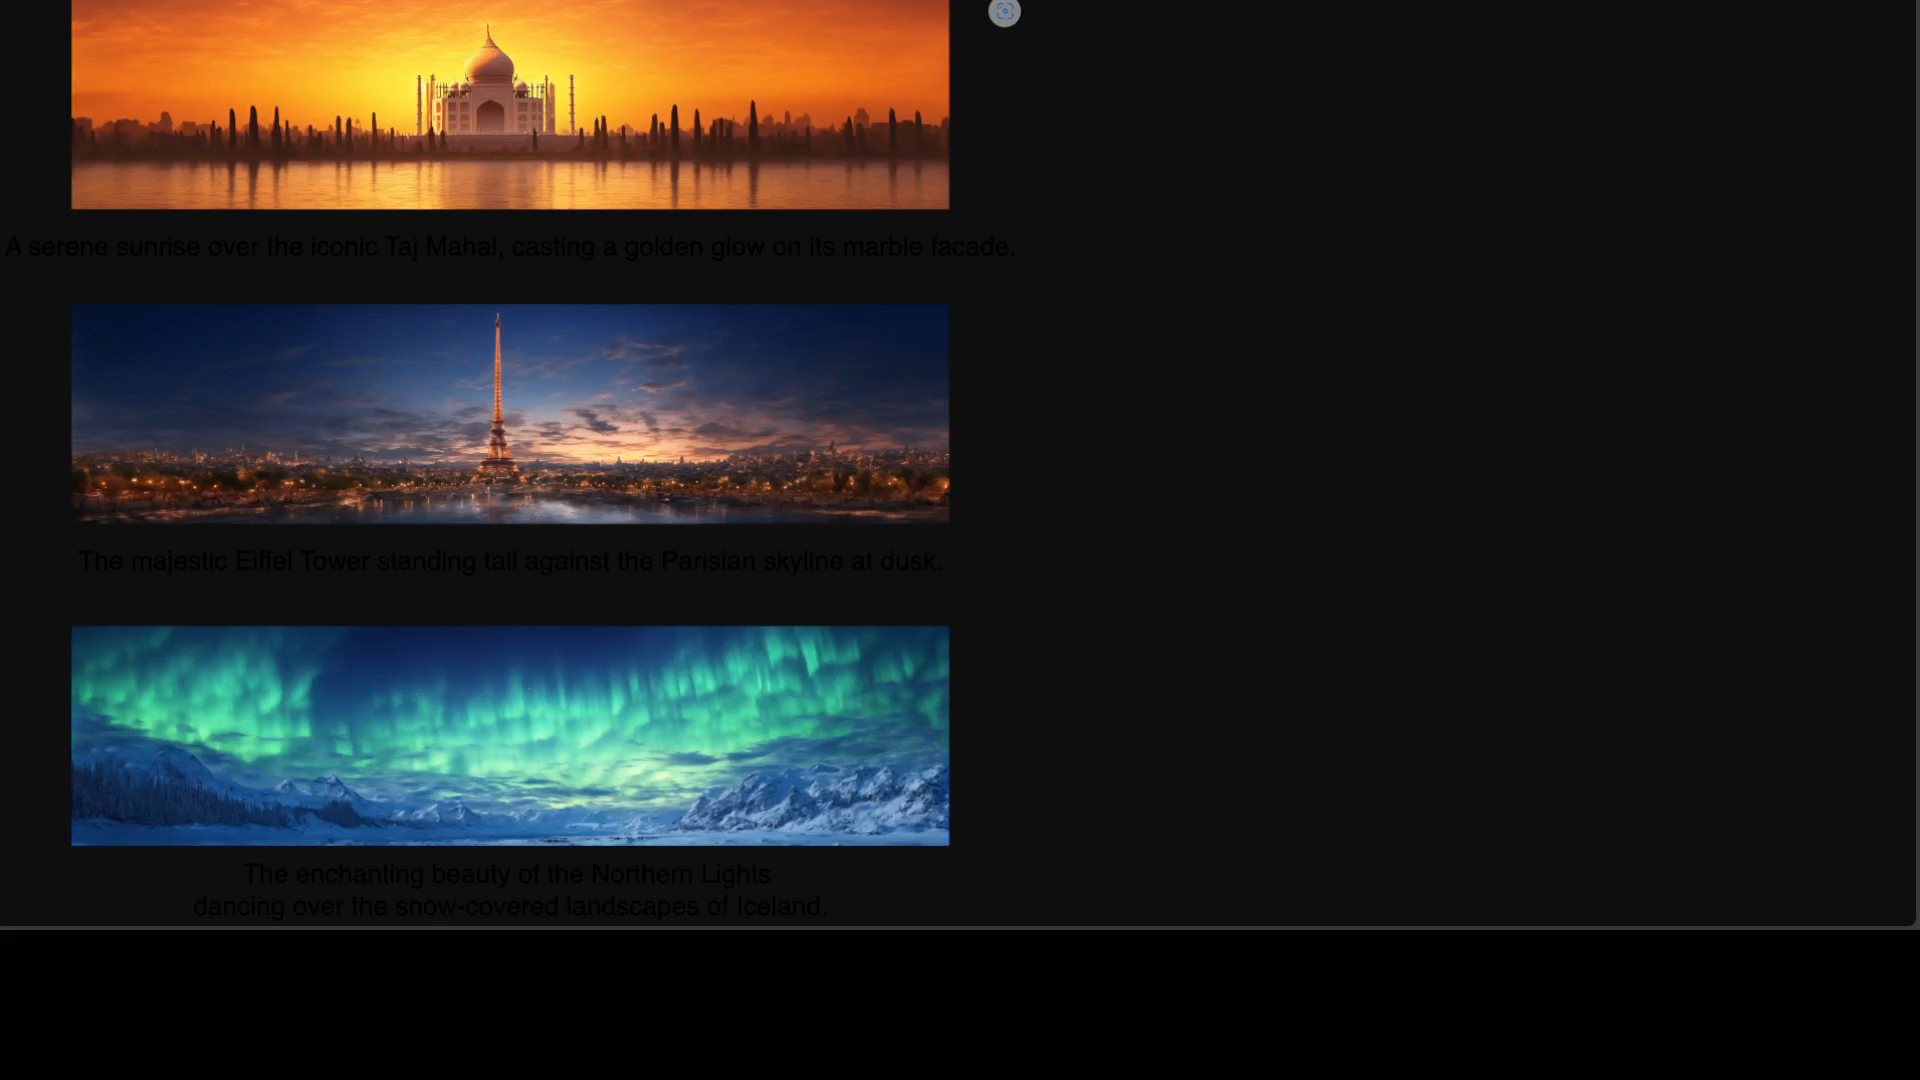 A serene sunrise over the iconic Taj Mahal, casting a golden glow on its marble facade.
The majestic Eiffel Tower standing tall against the Parisian skyline at dusk.
The enchanting beauty of the Northern Lights
dancing over the snow-covered landscapes of Iceland.